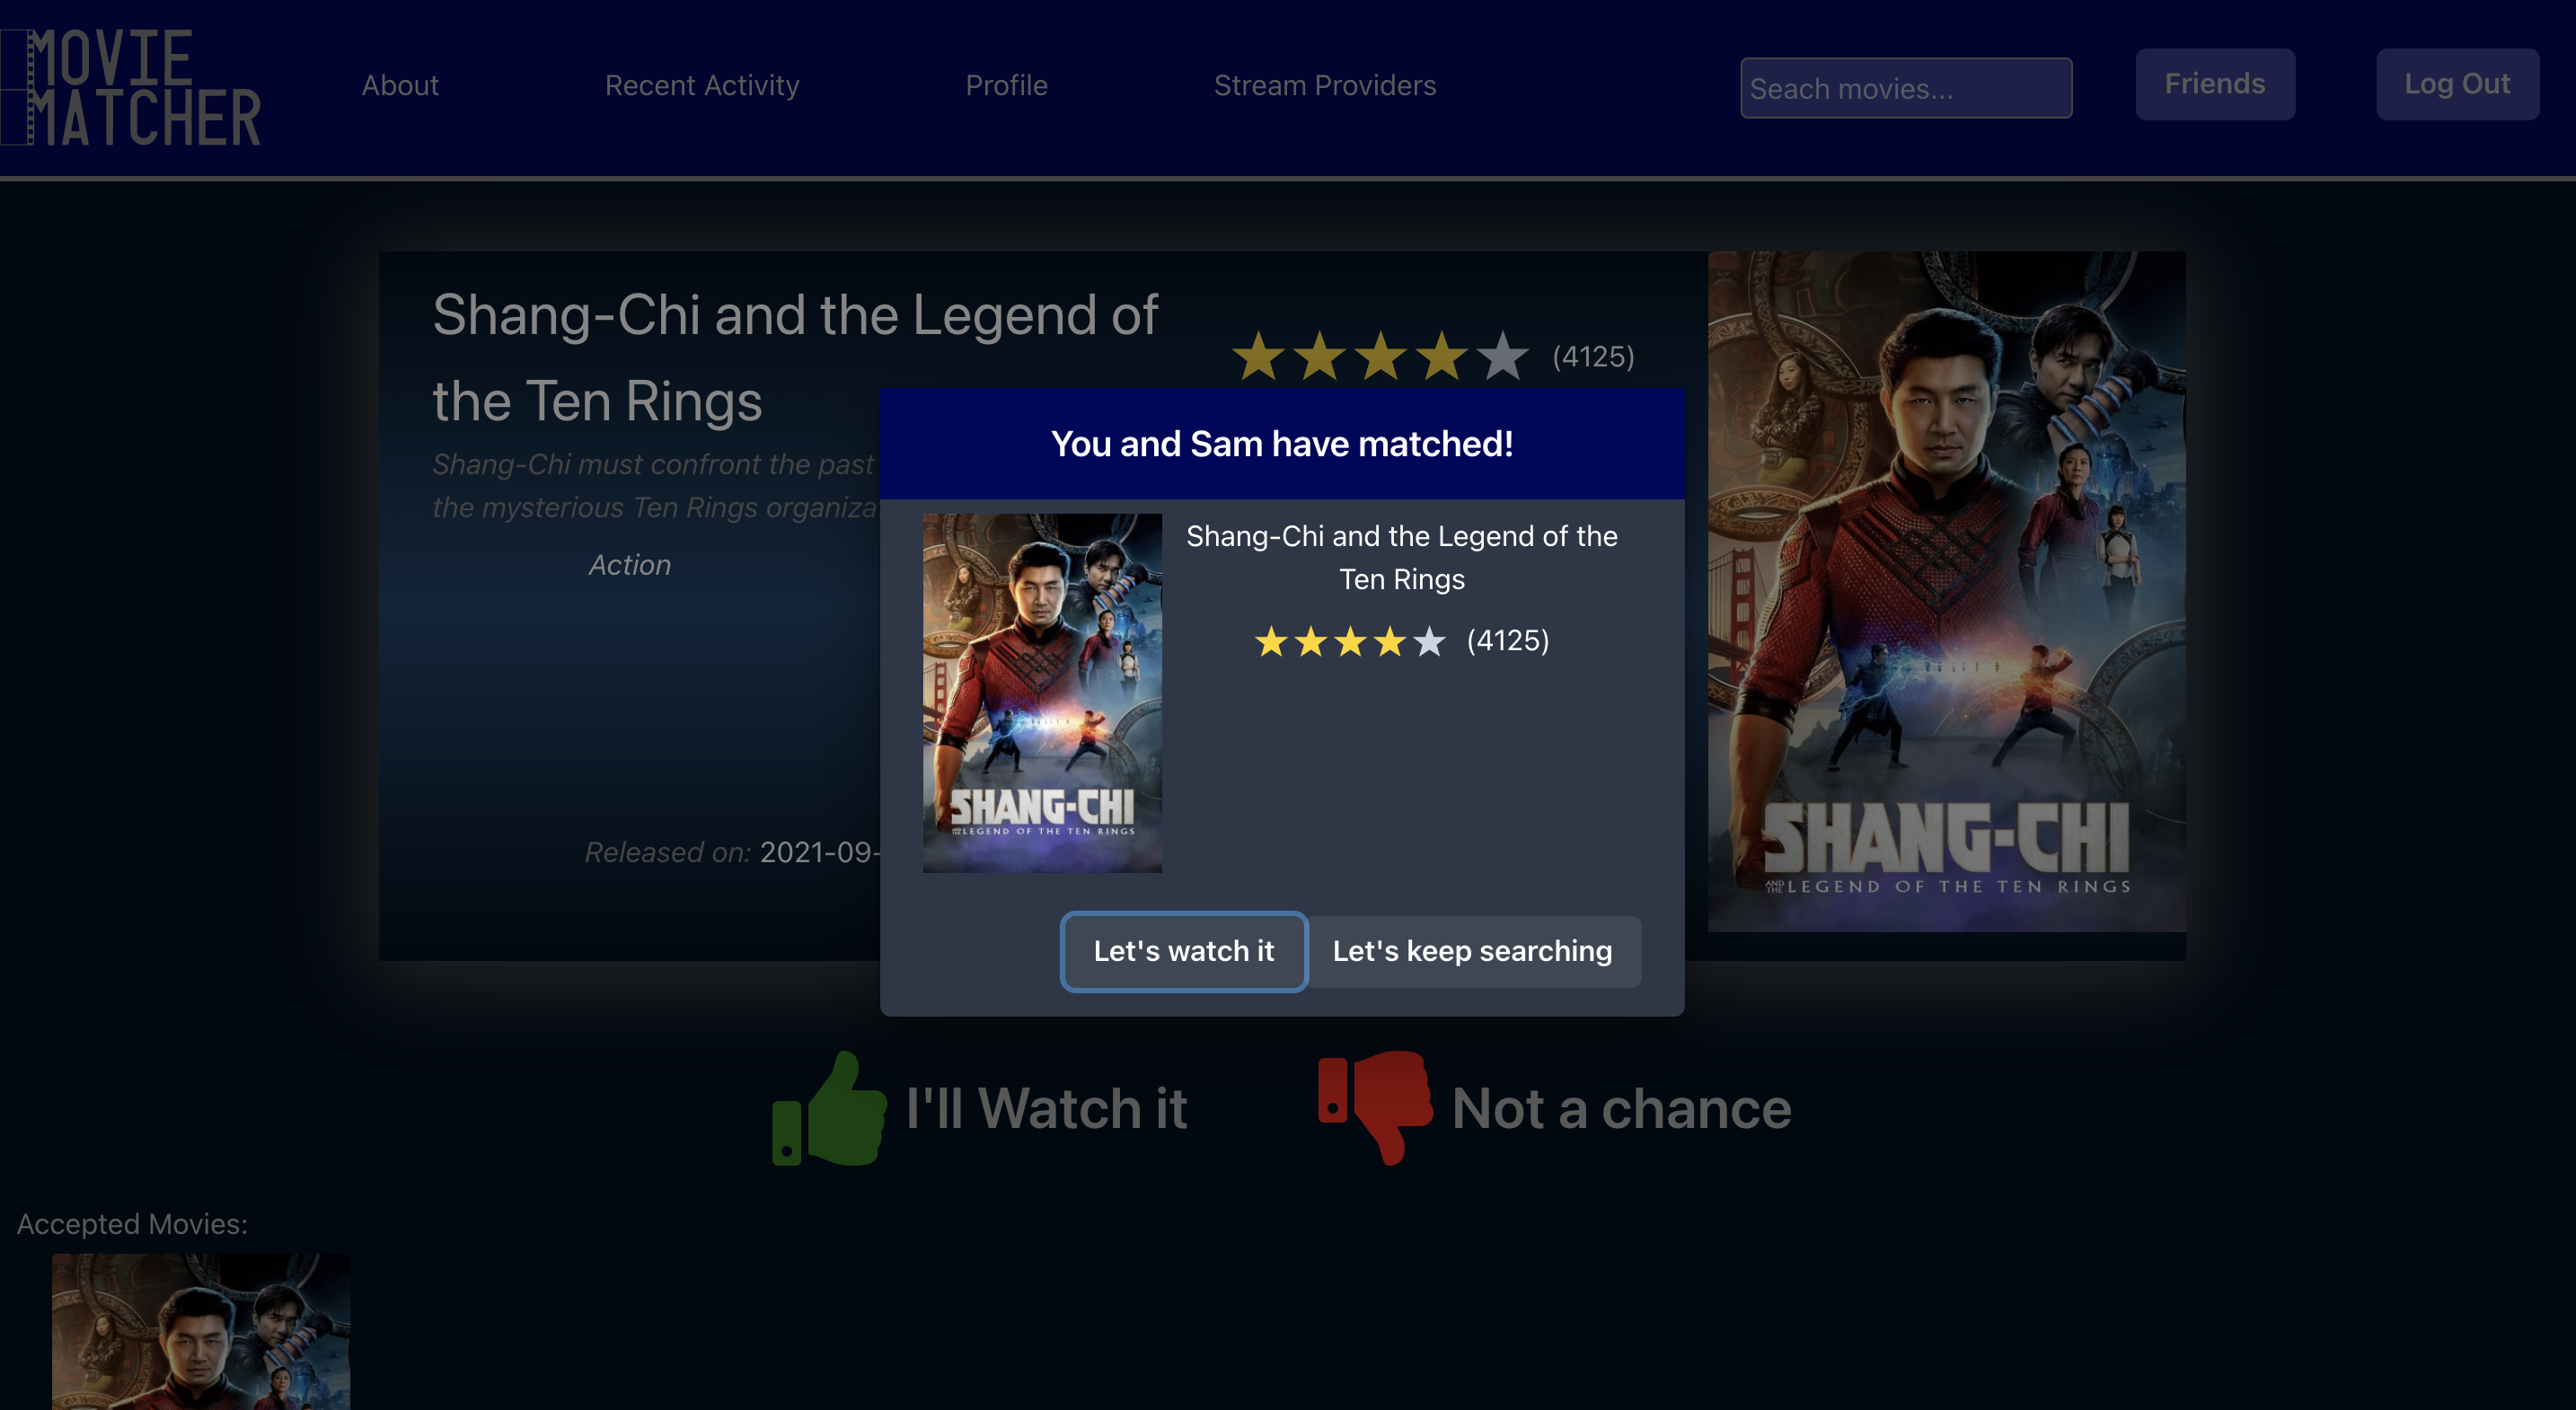 MOVIE
MATCHER
About
Recent Activity
Profile
Stream Providers
Seach movies...
Friends
Log Out
Shang-Chi and the Legend of
the Ten Rings
(4125)
Shang-Chi must confront the past
the mysterious Ten Rings organiza
Action
Released on: 2021-09-
You and Sam have matched!
Shang-Chi and the Legend of the
Ten Rings
(4125)
SHANG-CHI
AND THE LEGEND OF THE TEN RINGS
Let's watch it
Let's keep searching
SHANG-CHI
AND THE LEGEND OF THE TEN RINGS
I'll Watch it
Not a chance
Accepted Movies: